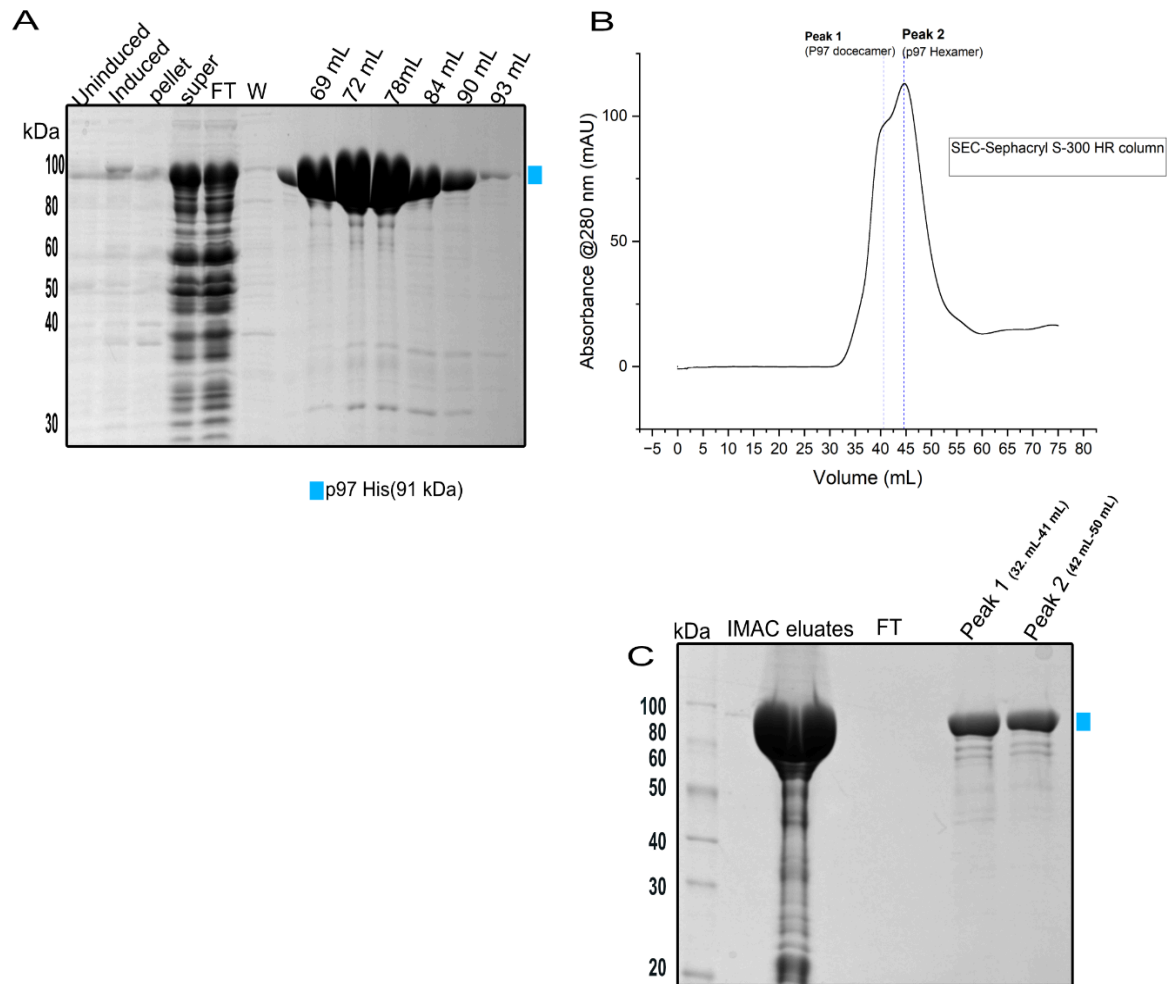 A
Uninduced
Induced
pellet
super
FT
W
69 mL
72 mL
78mL
84 mL
90 mL
93 mL
kDa
100
80
60
50
40
30
p97 His(91 kDa)
B
Peak 1
(P97 docecamer)
Peak 2
(p97 Hexamer)
SEC-Sephacryl S-300 HR column
Absorbance @280 nm (mAU)
100
50
0
−5 0 5 10 15 20 25 30 35 40 45 50 55 60 65 70 75 80
Volume (mL)
C
kDa
IMAC eluates
FT
Peak 1 (32. mL-41 mL)
Peak 2 (42 mL-50 mL)
100
80
60
50
40
30
20